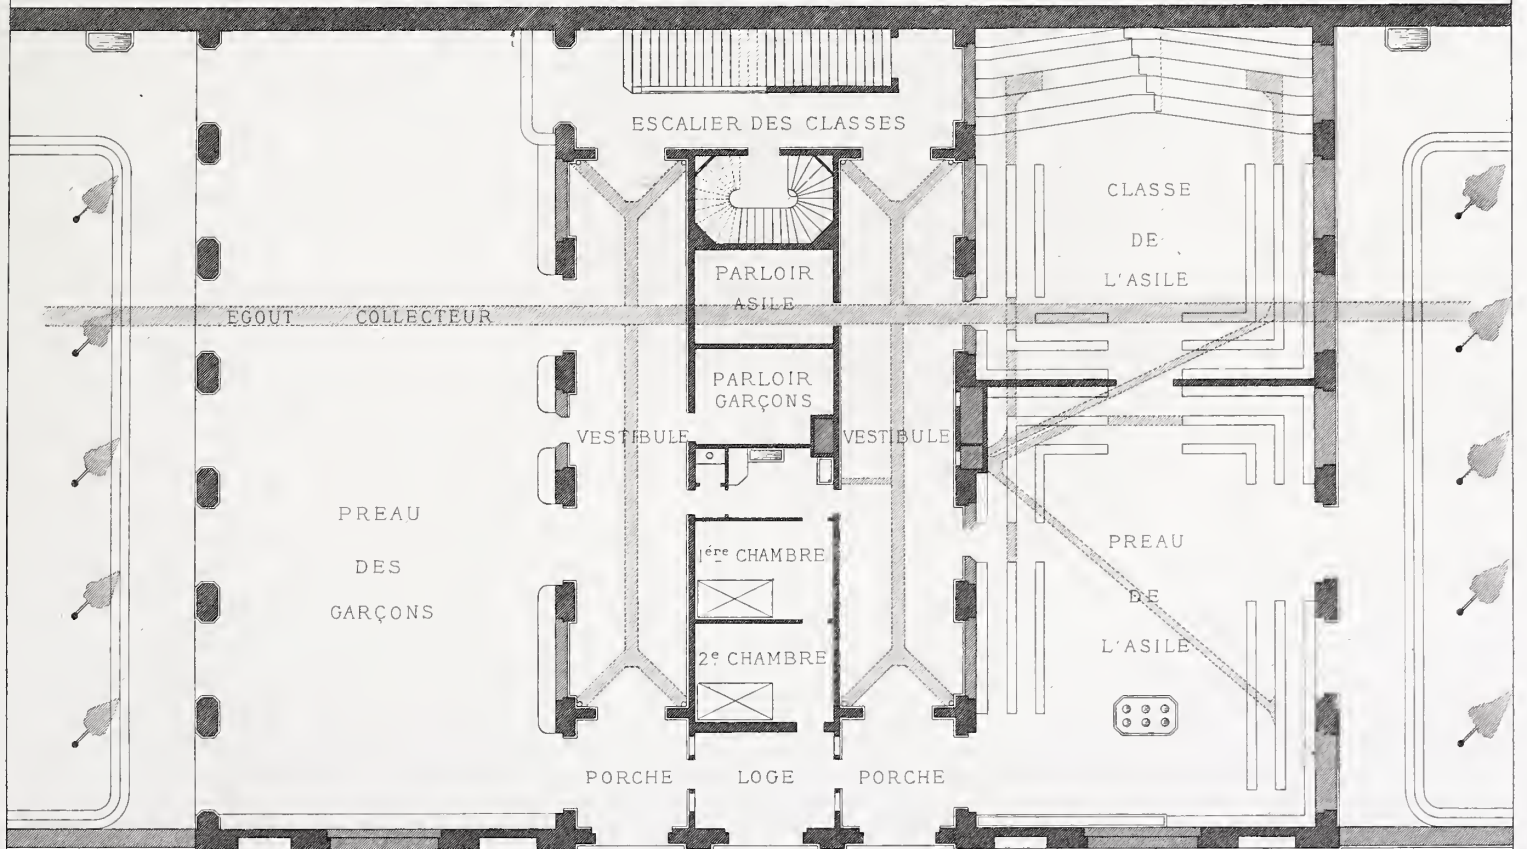 ESCALIER DES CLASSES
CLASSE
DE
L'ASILE
PARLOIR
ASILE
EGOUT COLLECTEUR
PARLOIR
GARÇONS
VESTIBULE
VESTIBULE
PREAU
DES
GARÇONS
1ére CHAMBRE
2e CHAMBRE
PREAU
DE
L'ASILE
PORCHE
LOGE
PORCHE